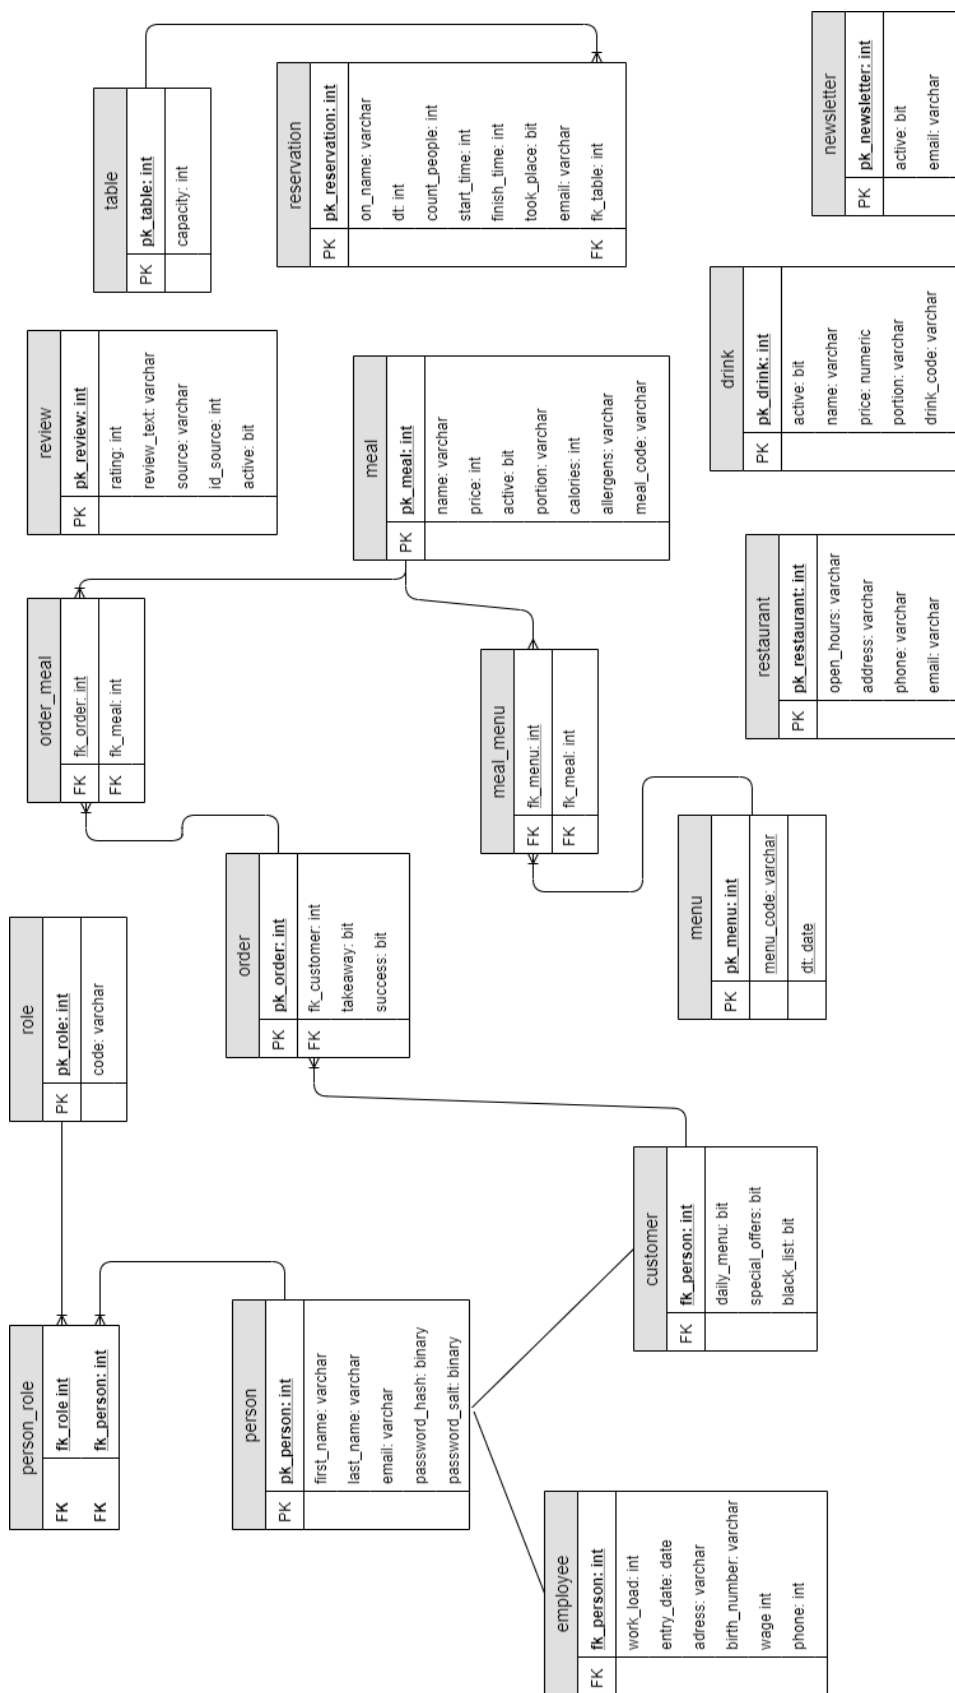 person_role
FK fk_role int
FK fk_person: int
role
PK pk_role: int
code: varchar
order_meal
FK fk_order: int
FK fk_meal: int
review
PK pk_review: int
rating: int
review_text: varchar
source: varchar
id_source: int
active: bit
table
PK pk_table: int
capacity: int
person
PK pk_person: int
first_name: varchar
last_name: varchar
email: varchar
password_hash: binary
password_salt: binary
order
PK pk_order: int
FK fk_customer: int
takeaway: bit
success: bit
reservation
PK pk_reservation: int
on_name: varchar
dt: int
count_people: int
start_time: int
finish_time: int
took_place: bit
email: varchar
FK fk_table: int
meal
PK pk_meal: int
name: varchar
price: int
active: bit
portion: varchar
calories: int
allergens: varchar
meal_code: varchar
meal_menu
FK fk_menu: int
FK fk_meal: int
employee
FK fk_person: int
work_load: int
entry_date: date
adress: varchar
birth_number: varchar
wage int
phone: int
customer
FK fk_person: int
daily_menu: bit
special_offers: bit
black_list: bit
menu
PK pk_menu: int
menu_code: varchar
dt: date
restaurant
PK pk_restaurant: int
open_hours: varchar
address: varchar
phone: varchar
email: varchar
drink
PK pk_drink: int
active: bit
name: varchar
price: numeric
portion: varchar
drink_code: varchar
newsletter
PK pk_newsletter: int
active: bit
email: varchar